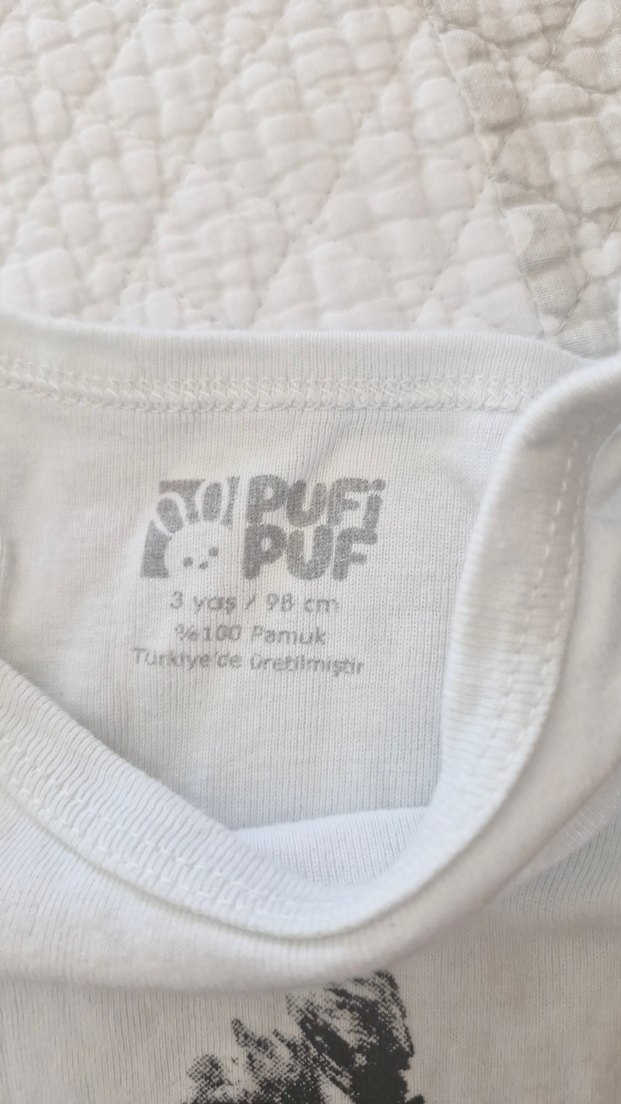 PUFi
PUF
3 yaş / 98 cm
%100 Pamuk
Türkiye'de üretilmiştir